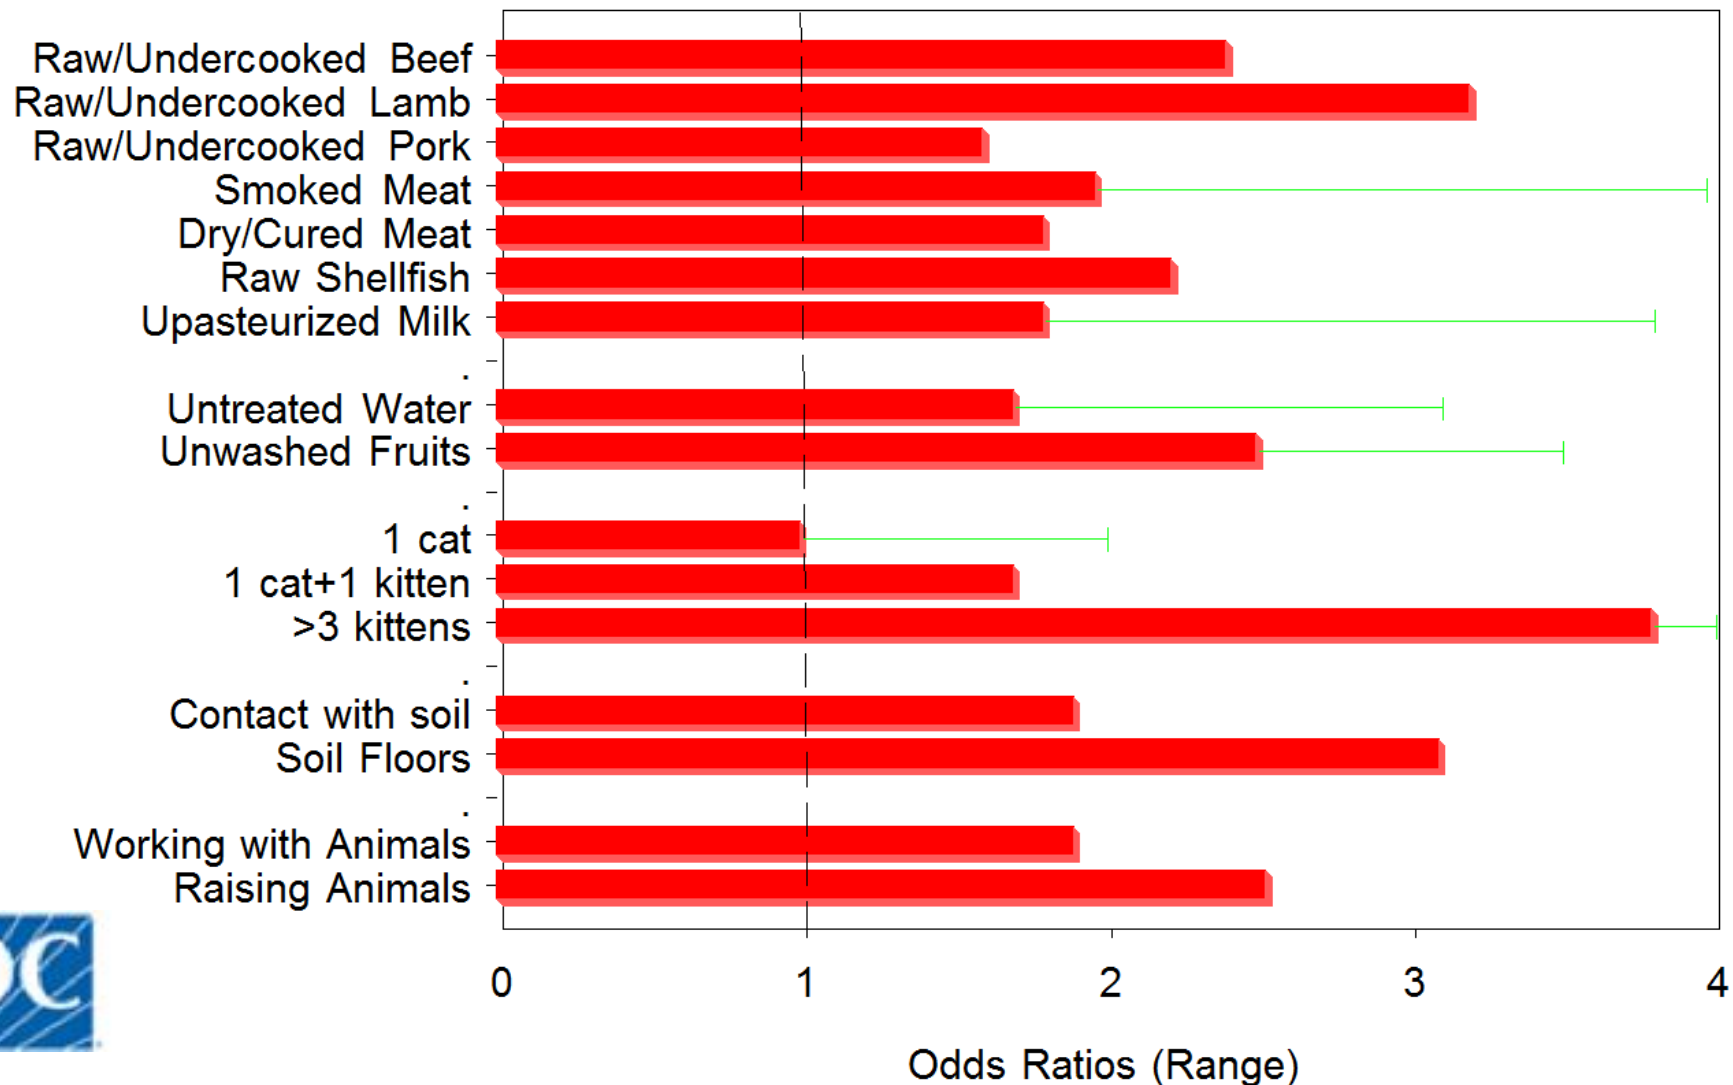 Raw/Undercooked Beef
Raw/Undercooked Lamb
Raw/Undercooked Pork
Smoked Meat
Dry/Cured Meat
Raw Shellfish
Upasteurized Milk
.
Untreated Water
Unwashed Fruits
.
1 cat
1 cat+1 kitten
>3 kittens
.
Contact with soil
Soil Floors
.
Working with Animals
Raising Animals
0 1 2 3 4
Odds Ratios (Range)